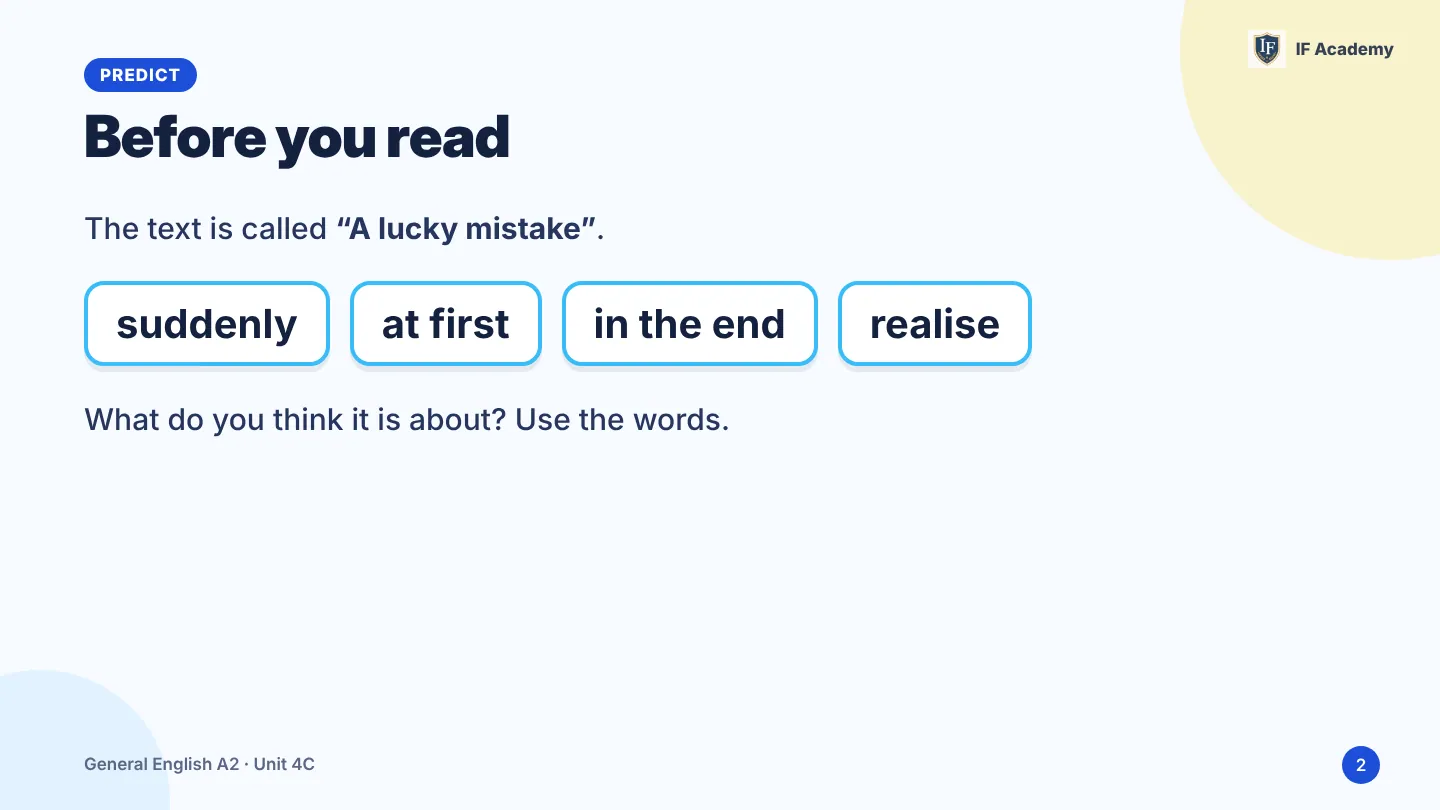 IF
IF Academy
PREDICT
Before you read
The text is called “A lucky mistake”.
suddenly
at first
in the end
realise
What do you think it is about? Use the words.
General English A2 · Unit 4C
2